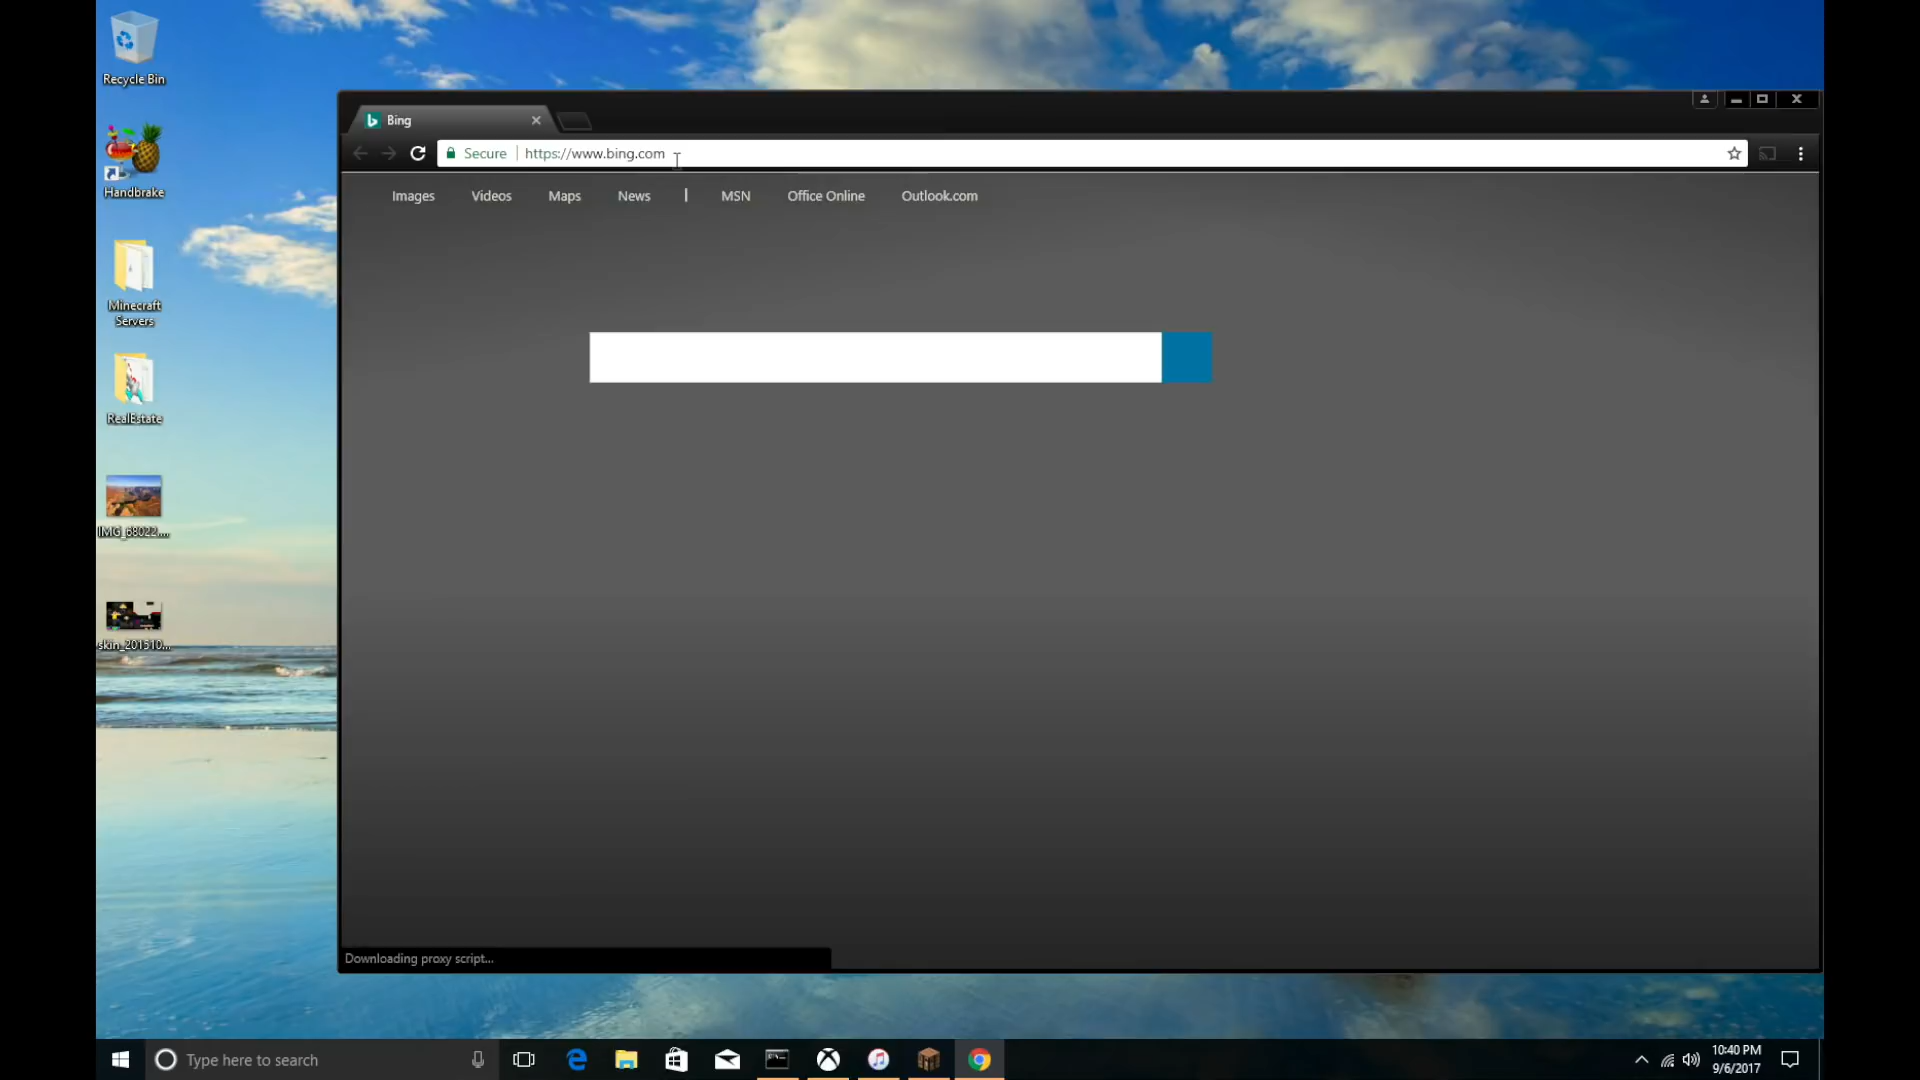 Recycle Bin
Handbrake
Minecraft
Servers
RealEstate
IMG_68022....
skin_201510...
Bing
Secure
https://www.bing.com
Images
Videos
Maps
News
|
MSN
Office Online
Outlook.com
Downloading proxy script...
Type here to search
10:40 PM
9/6/2017